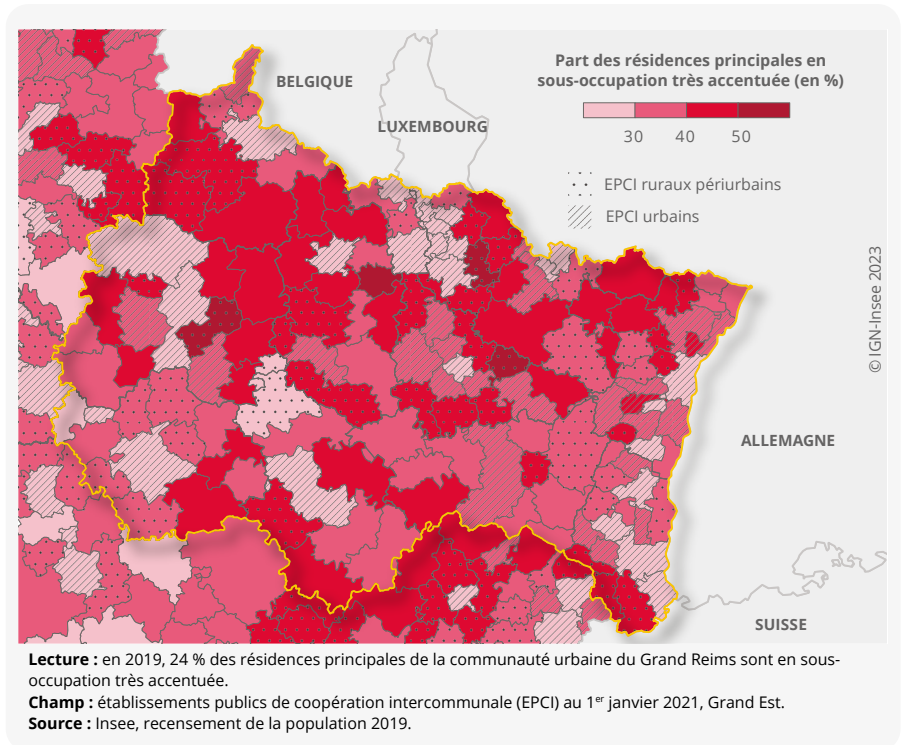 Part des résidences principales en
sous-occupation très accentuée (en %)
30 40 50
EPCI ruraux périurbains
EPCI urbains
BELGIQUE
LUXEMBOURG
ALLEMAGNE
SUISSE
© IGN-Insee 2023
Lecture : en 2019, 24 % des résidences principales de la communauté urbaine du Grand Reims sont en sous-
occupation très accentuée.
Champ : établissements publics de coopération intercommunale (EPCI) au 1er janvier 2021, Grand Est.
Source : Insee, recensement de la population 2019.